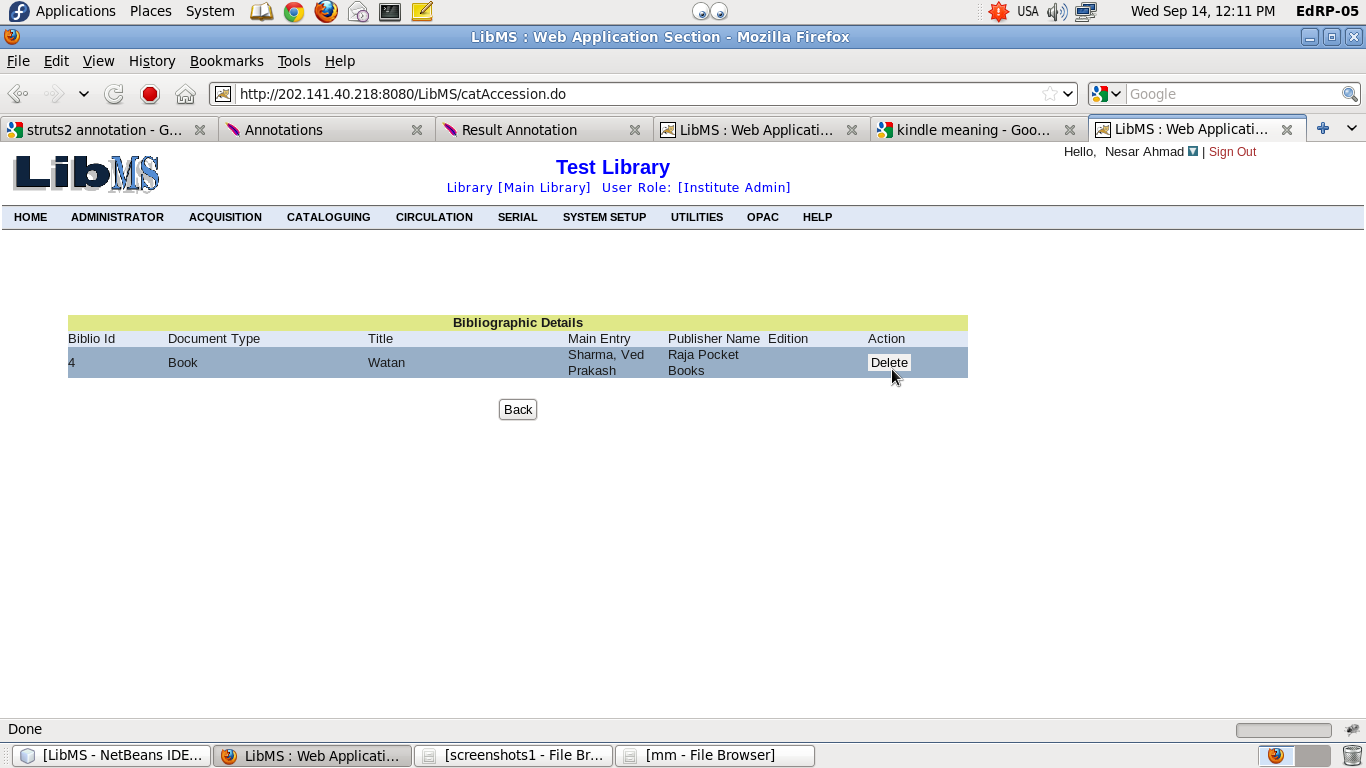 Applications Places System USA Wed Sep 14, 12:11 PM EdRP-05
LibMS : Web Application Section - Mozilla Firefox
File Edit View History Bookmarks Tools Help
http://202.141.40.218:8080/LibMS/catAccession.do Google
struts2 annotation - G... Annotations Result Annotation LibMS : Web Applicati... kindle meaning - Goo... LibMS : Web Applicati...
Hello, Nesar Ahmad | Sign Out
LibMS
Test Library
Library [Main Library] User Role: [Institute Admin]
HOME ADMINISTRATOR ACQUISITION CATALOGUING CIRCULATION SERIAL SYSTEM SETUP UTILITIES OPAC HELP
Bibliographic Details
Biblio Id Document Type Title Main Entry Publisher Name Edition Action
4 Book Watan Sharma, Ved Prakash Raja Pocket Books Delete
Back
Done
[LibMS - NetBeans IDE... LibMS : Web Applicati... [screenshots1 - File Br... [mm - File Browser]